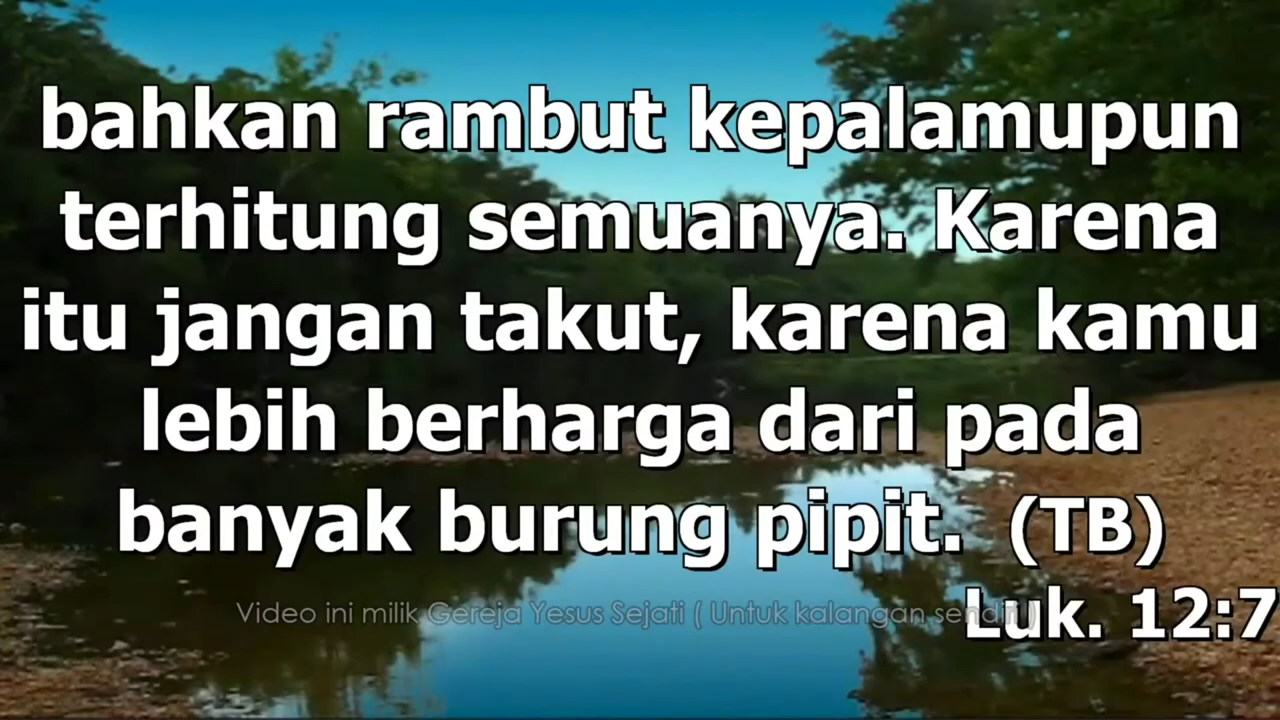 bahkan rambut kepalamupun
terhitung semuanya. Karena
itu jangan takut, karena kamu
lebih berharga dari pada
banyak burung pipit. (TB)
Luk. 12:7
Video ini milik Gereja Yesus Sejati ( Untuk kalangan sendiri )